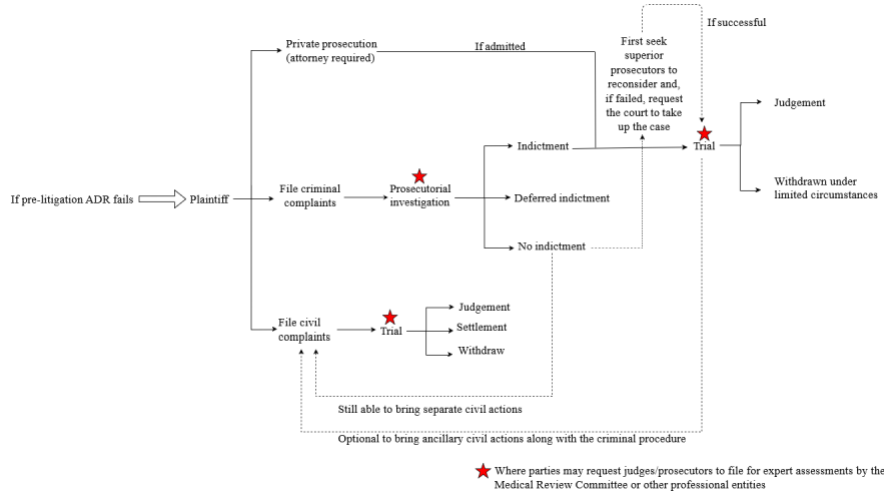 If successful
First seek
superior
prosecutors to
reconsider and,
if failed, request
the court to take
up the case
Private prosecution
(attorney required)
If admitted
Judgement
Indictment
Trial
File criminal
complaints
Prosecutorial
investigation
Deferred indictment
Withdrawn under
limited circumstances
If pre-litigation ADR fails
Plaintiff
No indictment
File civil
complaints
Trial
Judgement
Settlement
Withdraw
Still able to bring separate civil actions
Optional to bring ancillary civil actions along with the criminal procedure
Where parties may request judges/prosecutors to file for expert assessments by the
Medical Review Committee or other professional entities